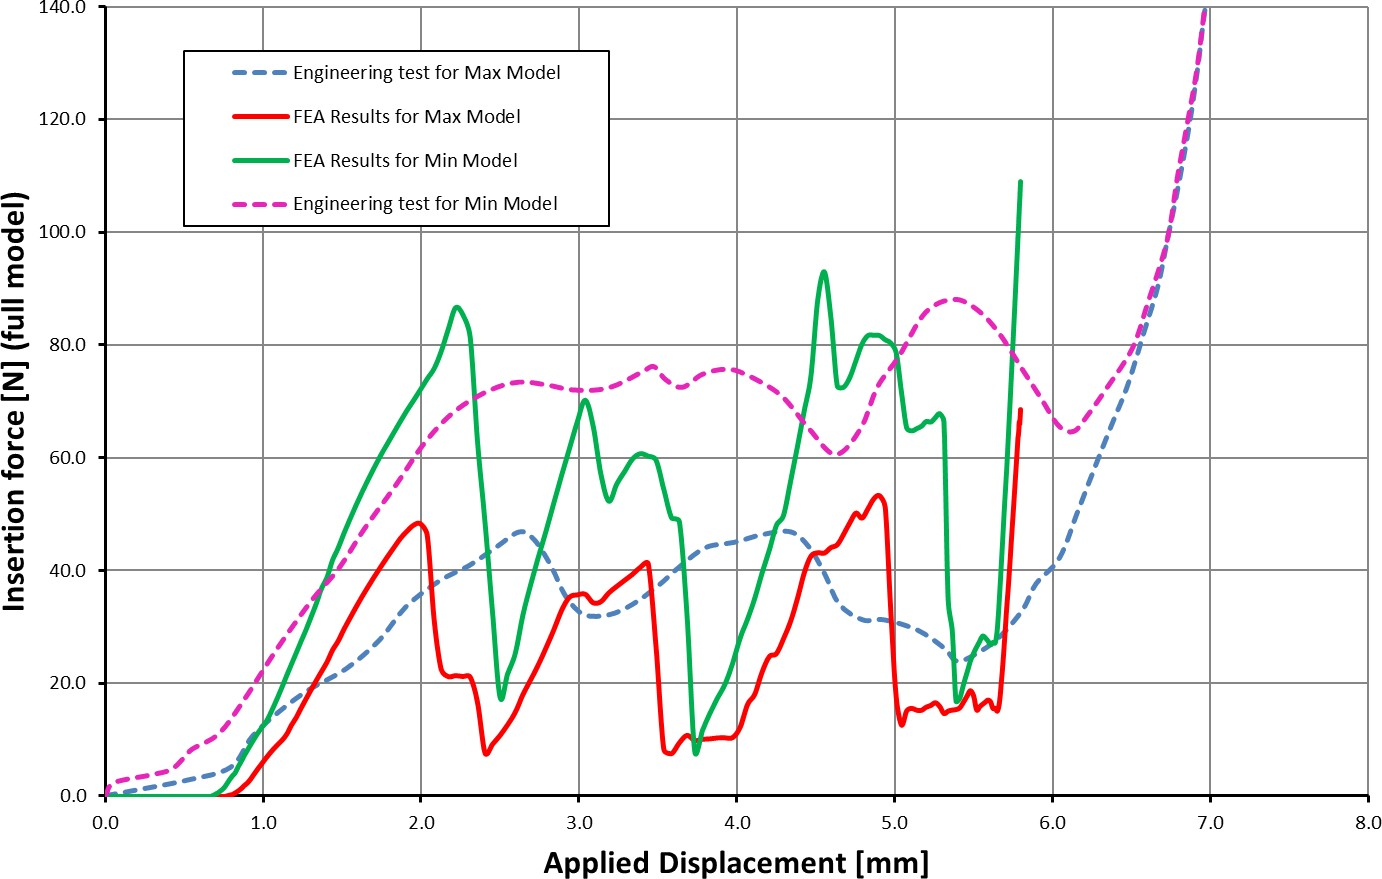 140.0
120.0
100.0
80.0
60.0
40.0
20.0
0.0
Insertion force [N] (full model)
Engineering test for Max Model
FEA Results for Max Model
FEA Results for Min Model
Engineering test for Min Model
0.0 1.0 2.0 3.0 4.0 5.0 6.0 7.0 8.0
Applied Displacement [mm]